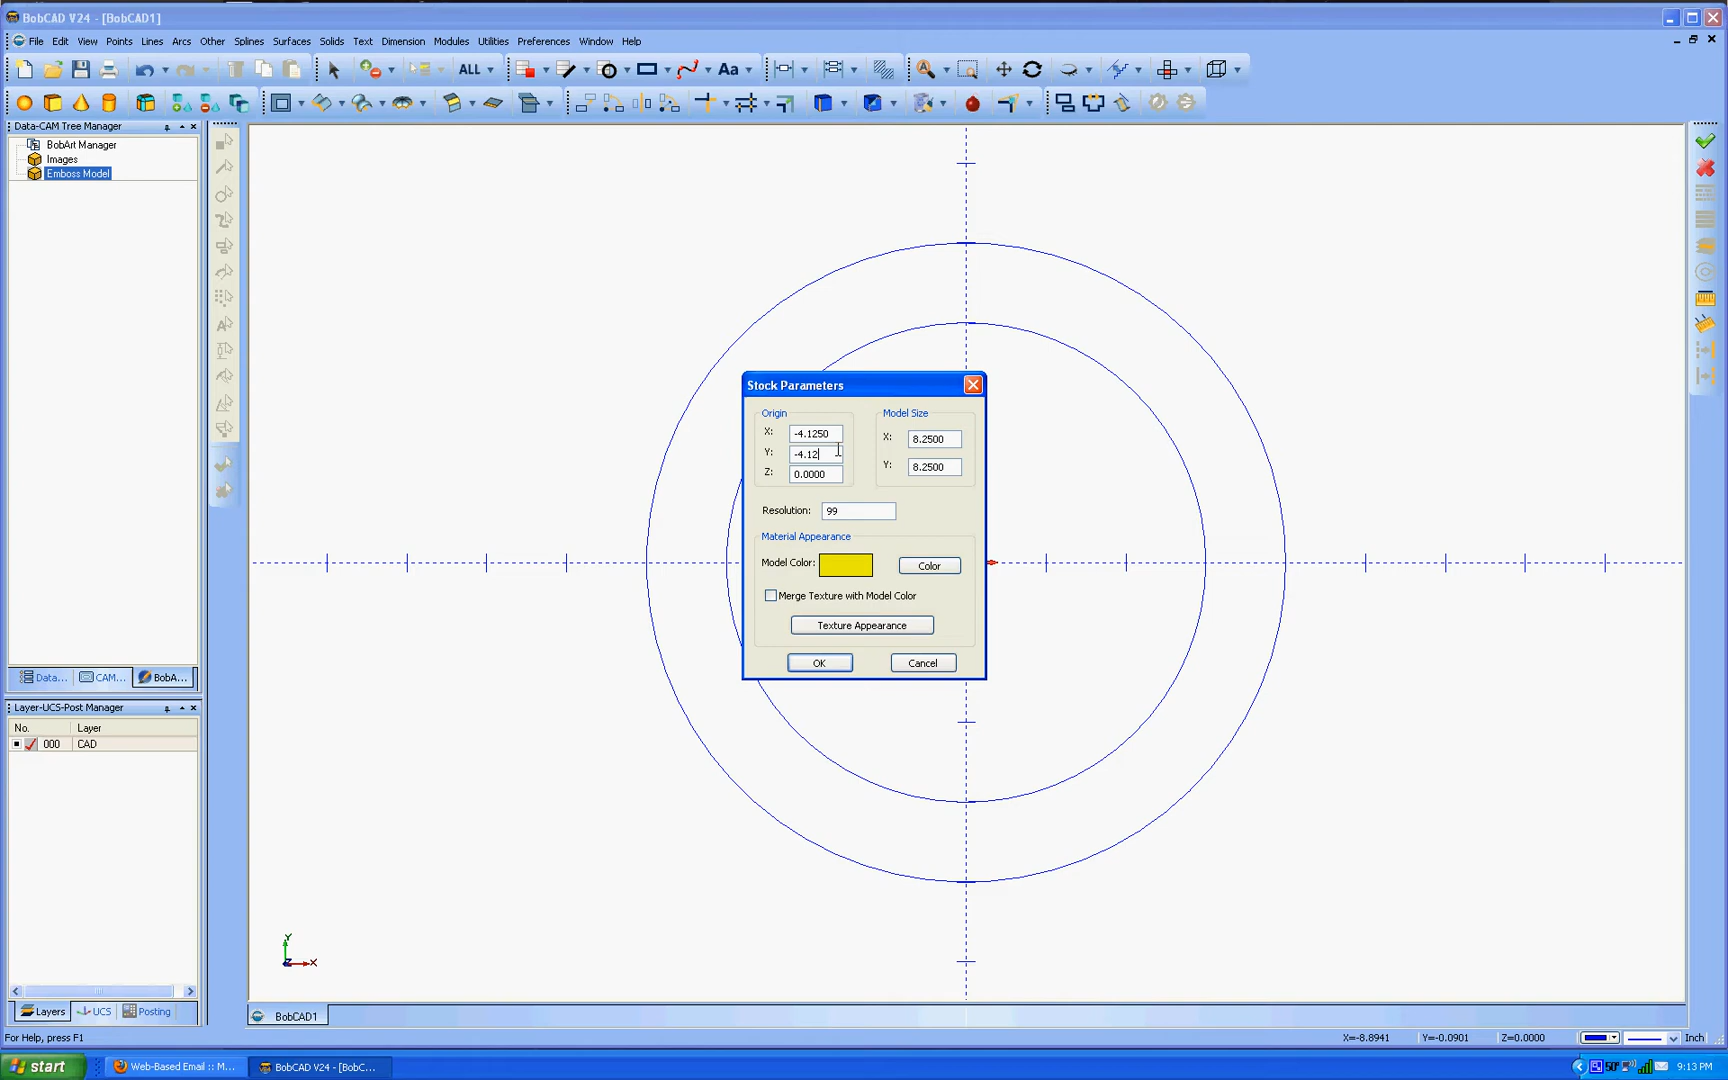 BobCAD V24 - [BobCAD1]
File Edit View Points Lines Arcs Other Splines Surfaces Solids Text Dimension Modules Utilities Preferences Window Help
ALL
Aa
Data-CAM Tree Manager
BobArt Manager
Images
Emboss Model
Data... CAM... BobA...
Layer-UCS-Post Manager
No. Layer
000 CAD
Layers UCS Posting
Stock Parameters
Origin
X: -4.1250
Y: -4.12
Z: 0.0000
Model Size
X: 8.2500
Y: 8.2500
Resolution: 99
Material Appearance
Model Color: Color
Merge Texture with Model Color
Texture Appearance
OK Cancel
Y
Z X
BobCAD1
For Help, press F1
X=-8.8941 Y=-0.0901 Z=0.0000 Inch
start Web-Based Email :: M... BobCAD V24 - [BobC... 50° 9:13 PM